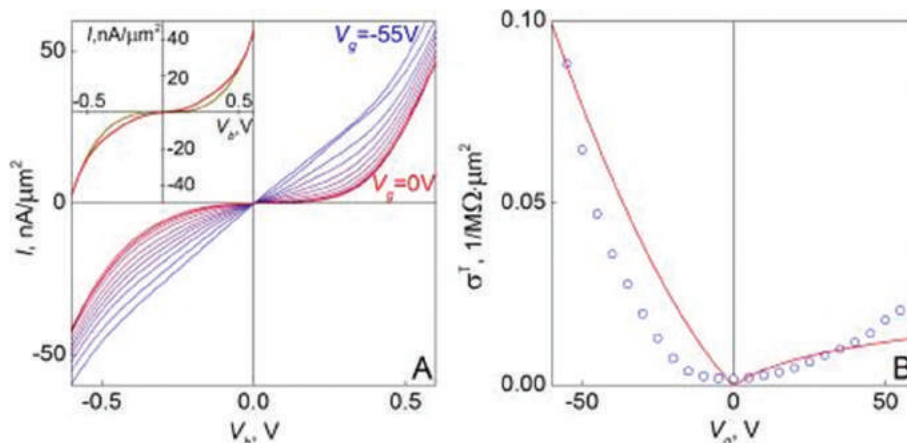 I,nA/μm²
40
20
-0.5
0.5
V_b, V
-20
-40
V_g=-55V
V_g=0V
50
0
-50
I, nA/μm²
-0.5
0.0
0.5
V_b, V
A
0.10
0.05
0.00
σᵀ, 1/MΩ·μm²
-50
0
50
V_g, V
B